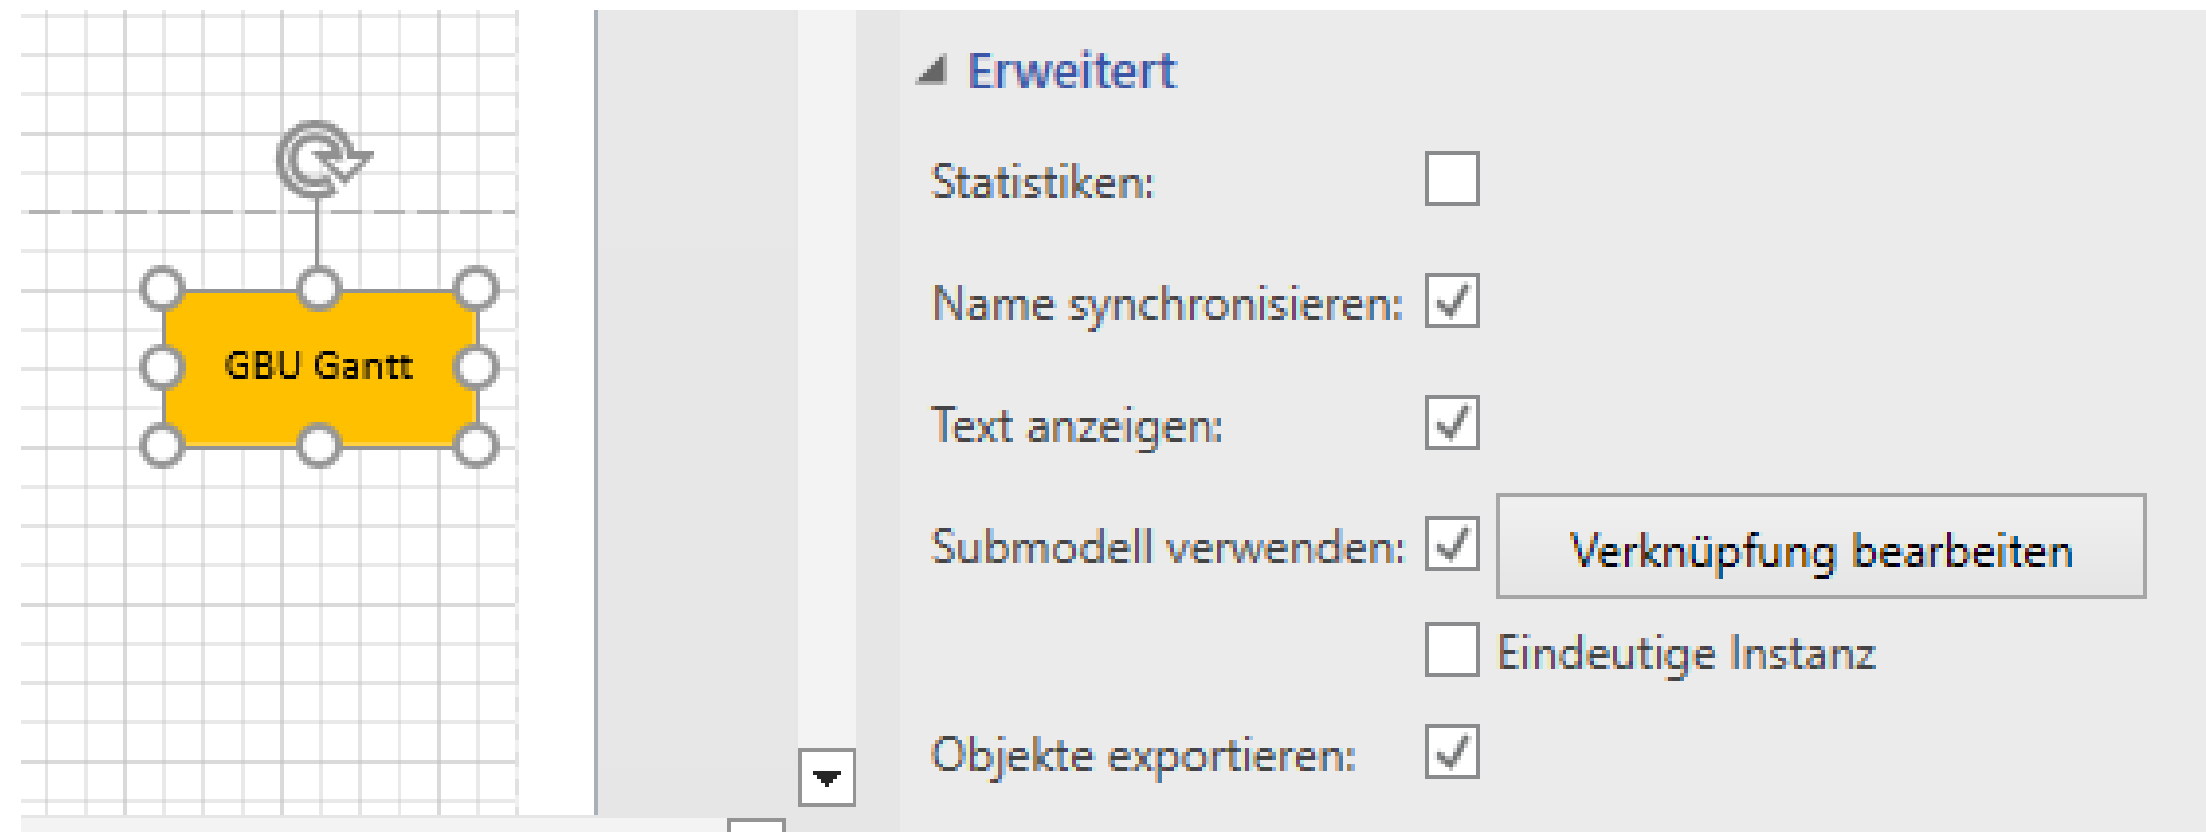 GBU Gantt
Erweitert
Statistiken:
Name synchronisieren:
Text anzeigen:
Submodell verwenden: Verknüpfung bearbeiten
Eindeutige Instanz
Objekte exportieren: